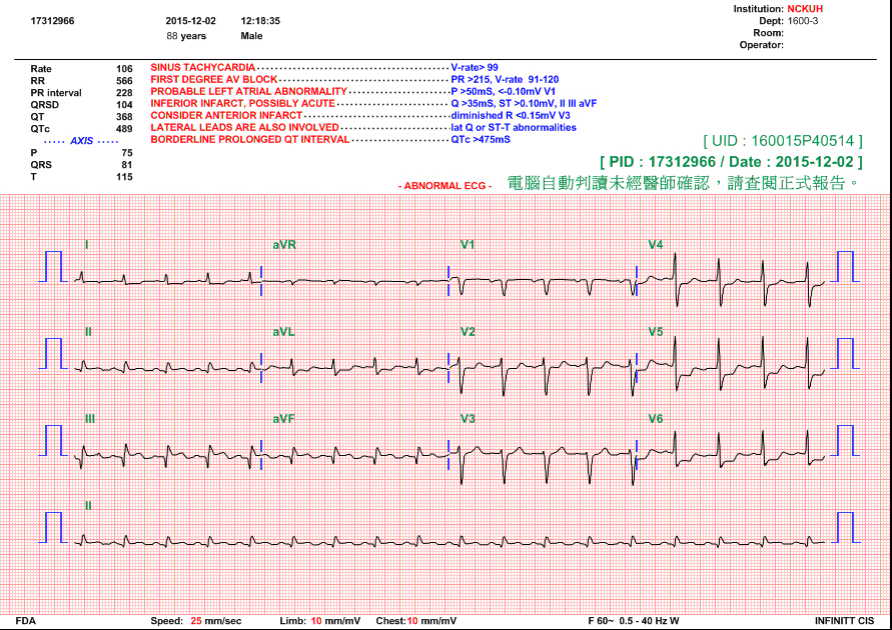 Institution: NCKUH
17312966 2015-12-02 12:18:35 Dept: 1600-3
88 years Male Room:
Operator:
Rate 106 SINUS TACHYCARDIA V-rate> 99
RR 566 FIRST DEGREE AV BLOCK PR >215, V-rate 91-120
PR interval 228 PROBABLE LEFT ATRIAL ABNORMALITY P >50mS, <-0.10mV V1
QRSD 104 INFERIOR INFARCT, POSSIBLY ACUTE Q >35mS, ST >0.10mV, II III aVF
QT 368 CONSIDER ANTERIOR INFARCT diminished R <0.15mV V3
QTc 489 LATERAL LEADS ARE ALSO INVOLVED lat Q or ST-T abnormalities
..... AXIS ..... BORDERLINE PROLONGED QT INTERVAL QTc >475mS
[ UID : 160015P40514 ]
P 75
QRS 81 [ PID : 17312966 / Date : 2015-12-02 ]
T 115
- ABNORMAL ECG - 電腦自動判讀未經醫師確認，請查閱正式報告。
I aVR V1 V4
II aVL V2 V5
III aVF V3 V6
II
FDA Speed: 25 mm/sec Limb: 10 mm/mV Chest: 10 mm/mV F 60~ 0.5 - 40 Hz W INFINITT CIS